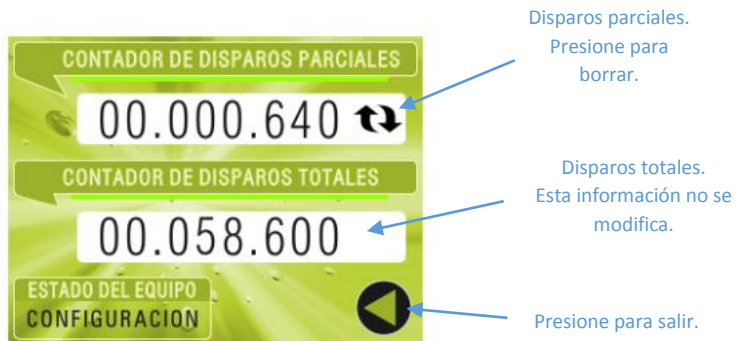 CONTADOR DE DISPAROS PARCIALES
00.000.640
CONTADOR DE DISPAROS TOTALES
00.058.600
ESTADO DEL EQUIPO
CONFIGURACION
Disparos parciales.
Presione para
borrar.
Disparos totales.
Esta información no se
modifica.
Presione para salir.